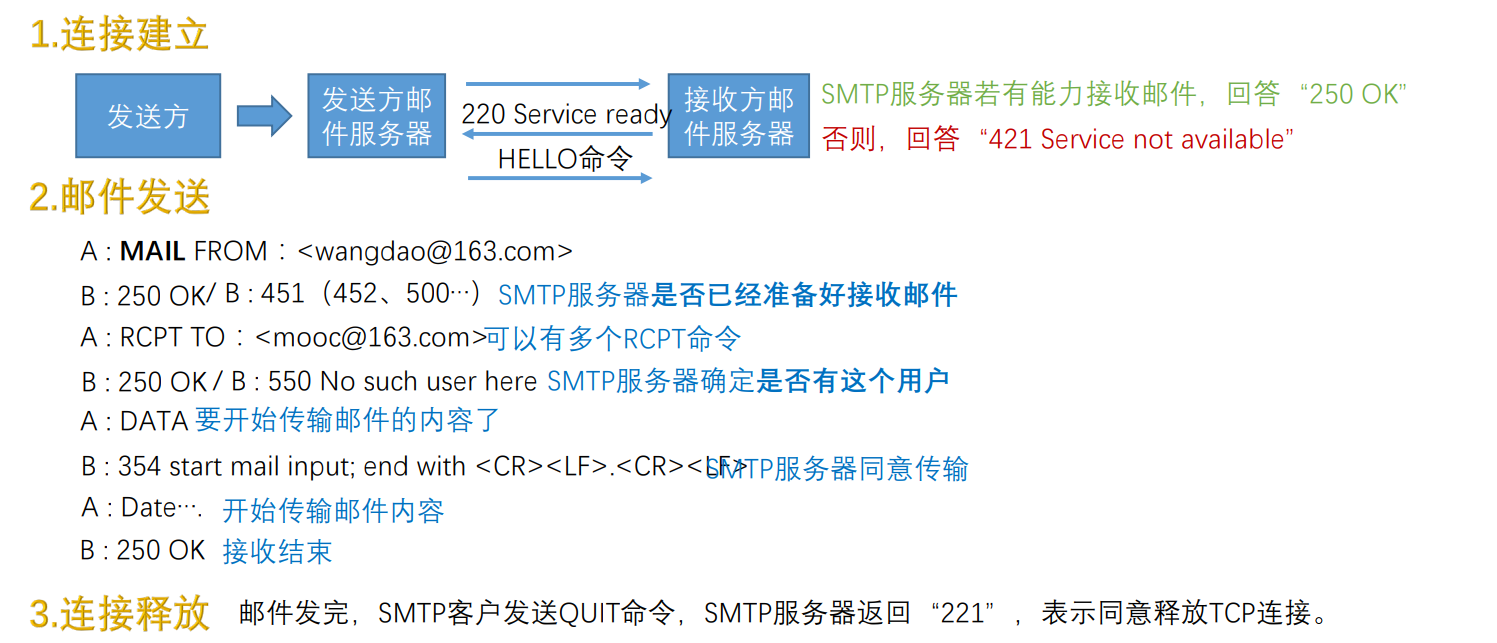 1.连接建立
发送方
发送方邮
件服务器
220 Service ready
HELLO命令
接收方邮
件服务器
SMTP服务器若有能力接收邮件，回答“250 OK”
否则，回答“421 Service not available”
2.邮件发送
A : MAIL FROM：<wangdao@163.com>
B : 250 OK/ B : 451（452、500…）SMTP服务器是否已经准备好接收邮件
A : RCPT TO：<mooc@163.com>可以有多个RCPT命令
B : 250 OK / B : 550 No such user here SMTP服务器确定是否有这个用户
A : DATA 要开始传输邮件的内容了
B : 354 start mail input; end with <CR><LF>.<CR><LF>SMTP服务器同意传输
A : Date…. 开始传输邮件内容
B : 250 OK 接收结束
3.连接释放 邮件发完，SMTP客户发送QUIT命令，SMTP服务器返回“221”，表示同意释放TCP连接。